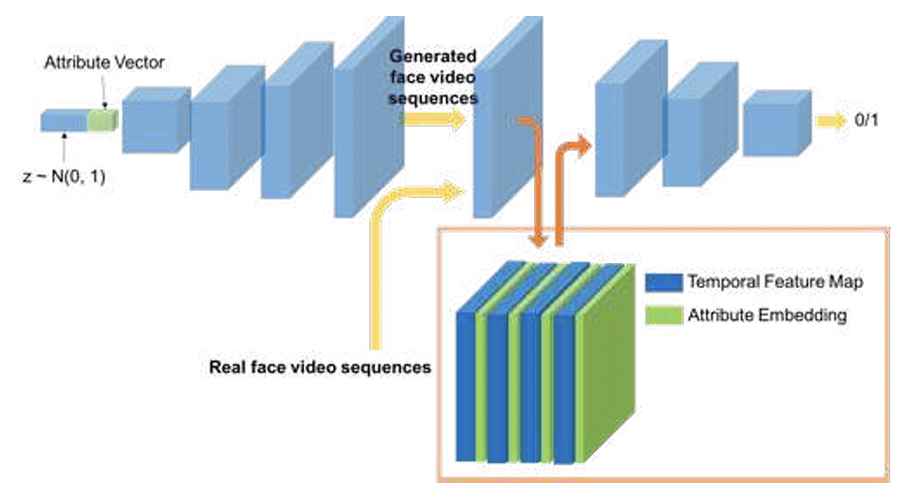 Attribute Vector
z ~ N(0, 1)
Generated
face video
sequences
0/1
Real face video sequences
Temporal Feature Map
Attribute Embedding